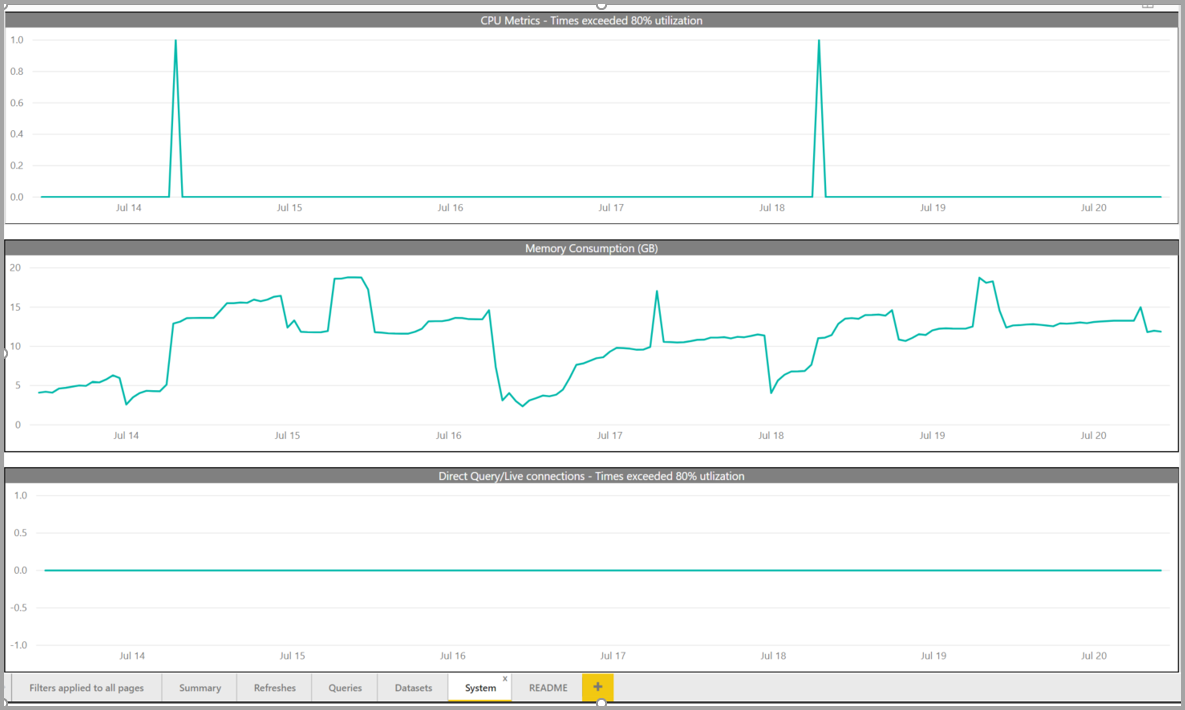 CPU Metrics - Times exceeded 80% utilization
1.0
0.8
0.6
0.4
0.2
0.0
Jul 14 Jul 15 Jul 16 Jul 17 Jul 18 Jul 19 Jul 20
Memory Consumption (GB)
20
15
10
5
0
Jul 14 Jul 15 Jul 16 Jul 17 Jul 18 Jul 19 Jul 20
Direct Query/Live connections - Times exceeded 80% utlization
1.0
0.5
0.0
-0.5
-1.0
Jul 14 Jul 15 Jul 16 Jul 17 Jul 18 Jul 19 Jul 20
Filters applied to all pages Summary Refreshes Queries Datasets System x README +